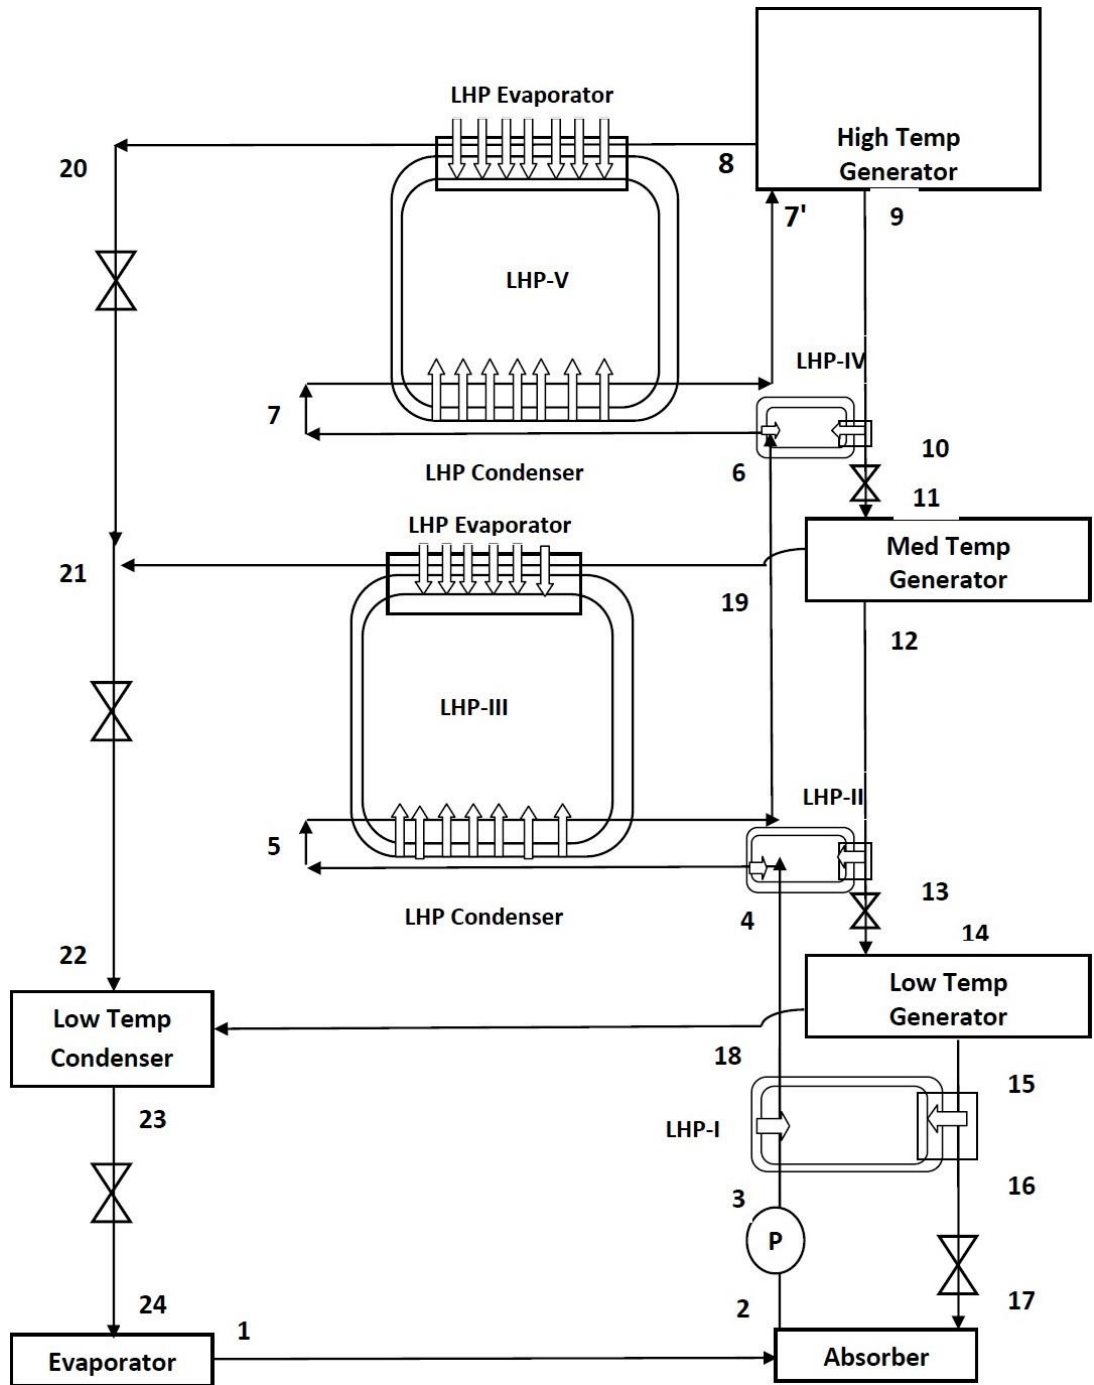 LHP Evaporator
20
8
High Temp
Generator
7'
9
LHP-V
LHP-IV
7
10
6
LHP Condenser
11
LHP Evaporator
Med Temp
Generator
21
19
12
LHP-III
LHP-II
5
13
4
LHP Condenser
14
22
Low Temp
Generator
Low Temp
Condenser
18
15
23
LHP-I
16
3
P
24
2
17
1
Evaporator
Absorber